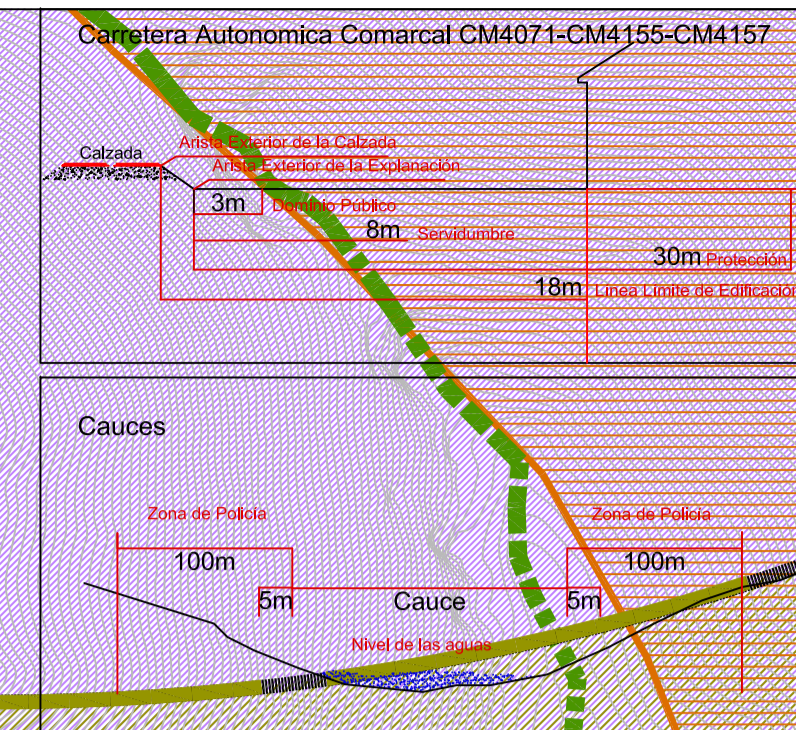 Carretera Autonomica Comarcal CM4071-CM4155-CM4157
Calzada
Arista Exterior de la Calzada
Arista Exterior de la Explanación
3m Dominio Público
8m Servidumbre
30m Protección
18m Linea Límite de Edificación
Cauces
Zona de Policía
Zona de Policía
100m
100m
5m
Cauce
5m
Nivel de las aguas